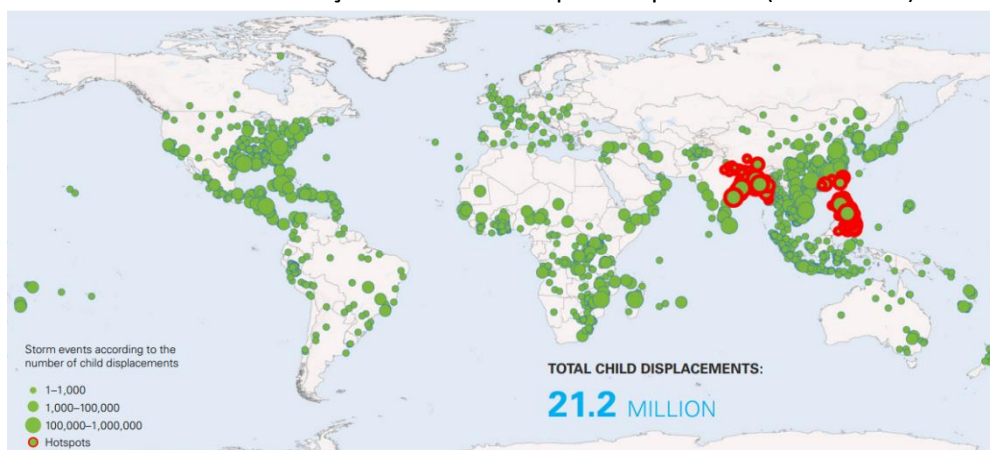 Storm events according to the
number of child displacements
1–1,000
1,000–100,000
100,000–1,000,000
Hotspots
TOTAL CHILD DISPLACEMENTS:
21.2 MILLION